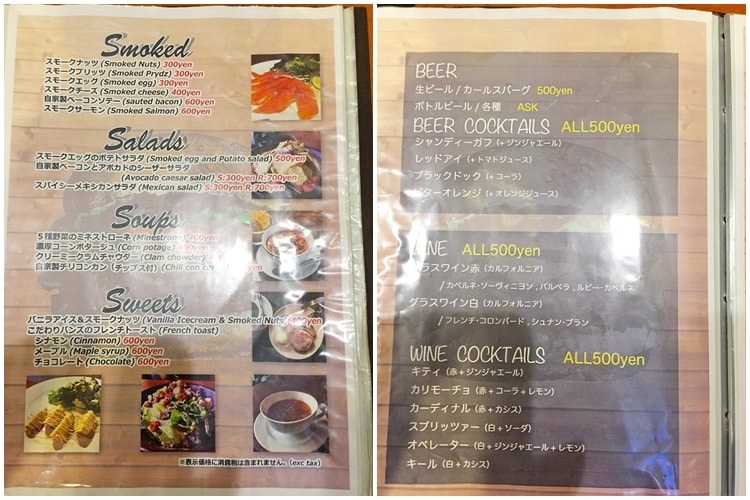 Smoked
スモークナッツ (Smoked Nuts) 300yen
スモークプリッツ (Smoked Prydz) 300yen
スモークエッグ (Smoked egg) 300yen
スモークチーズ (Smoked cheese) 400yen
自家製ベーコンソテー (sauted bacon) 600yen
スモークサーモン (Smoked Salmon) 600yen
Salads
スモークエッグのポテトサラダ (Smoked egg and Potato salad) 500yen
自家製ベーコンとアボカドのシーザーサラダ
(Avocado caesar salad) S:300yen R:700yen
スパイシーメキシカンサラダ (Mexican salad) S:300yen R:700yen
Soups
5種野菜のミネストローネ (Minestrone) 400yen
濃厚コーンポタージュ (Corn potage) 400yen
クリーミークラムチャウダー (Clam chowder) 400yen
自家製チリコンカン (チップス付) (Chili con
Sweets
バニラアイス&スモークナッツ (Vanilla Icecream & Smoked Nuts) 400yen
こだわりバンズのフレンチトースト (French toast)
シナモン (Cinnamon) 600yen
メープル (Maple syrup) 600yen
チョコレート (Chocolate) 600yen
※表示価格に消費税は含まれません。(exc tax)
BEER
生ビール / カールスバーグ 500yen
ボトルビール / 各種 ASK
BEER COCKTAILS ALL500yen
シャンディーガフ (+ジンジャエール)
レッドアイ (+トマトジュース)
ブラックドック (+コーラ)
ビターオレンジ (+オレンジジュース)
WINE ALL500yen
グラスワイン赤 (カルフォルニア)
/ カベルネ・ソーヴィニヨン , バルベラ , ルビー・カベルネ
グラスワイン白 (カルフォルニア)
/ フレンチ・コロンバード , シュナン・ブラン
WINE COCKTAILS ALL500yen
キティ (赤+ジンジャエール)
カリモーチョ (赤+コーラ+レモン)
カーディナル (赤+カシス)
スプリッツァー (白+ソーダ)
オペレーター (白+ジンジャエール+レモン)
キール (白+カシス)